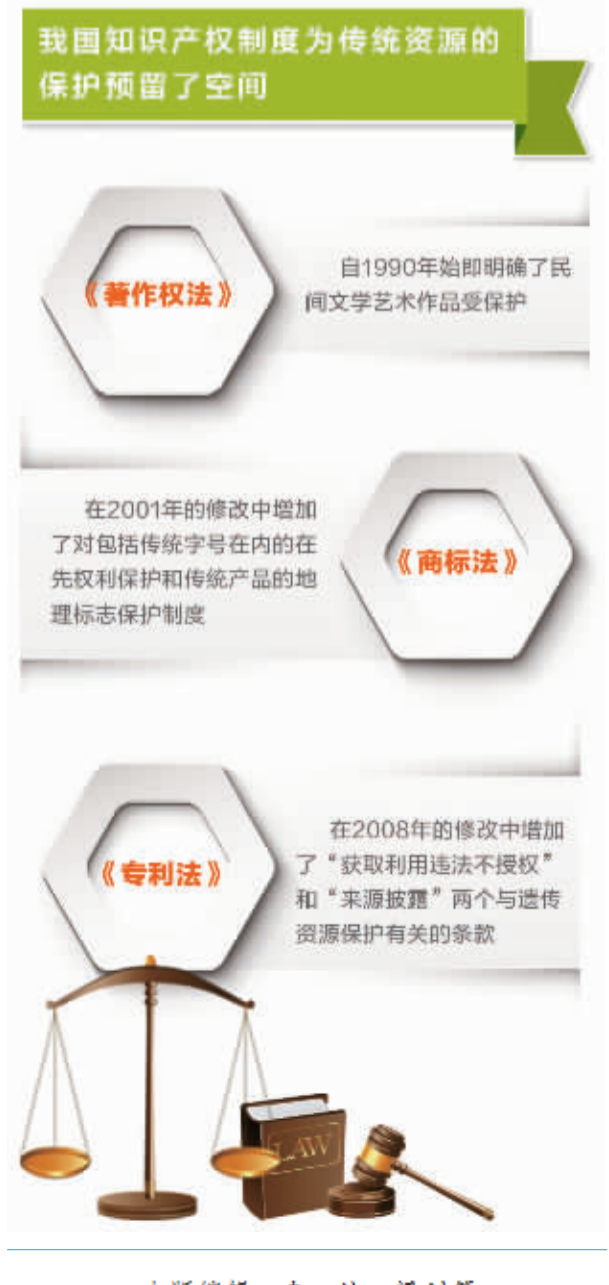 我国知识产权制度为传统资源的
保护预留了空间
《著作权法》
自1990年始即明确了民
间文学艺术作品受保护
在2001年的修改中增加
了对包括传统字号在内的在
先权利保护和传统产品的地
理标志保护制度
《商标法》
《专利法》
在2008年的修改中增加
了“获取利用违法不授权”
和“来源披露”两个与遗传
资源保护有关的条款
LAW